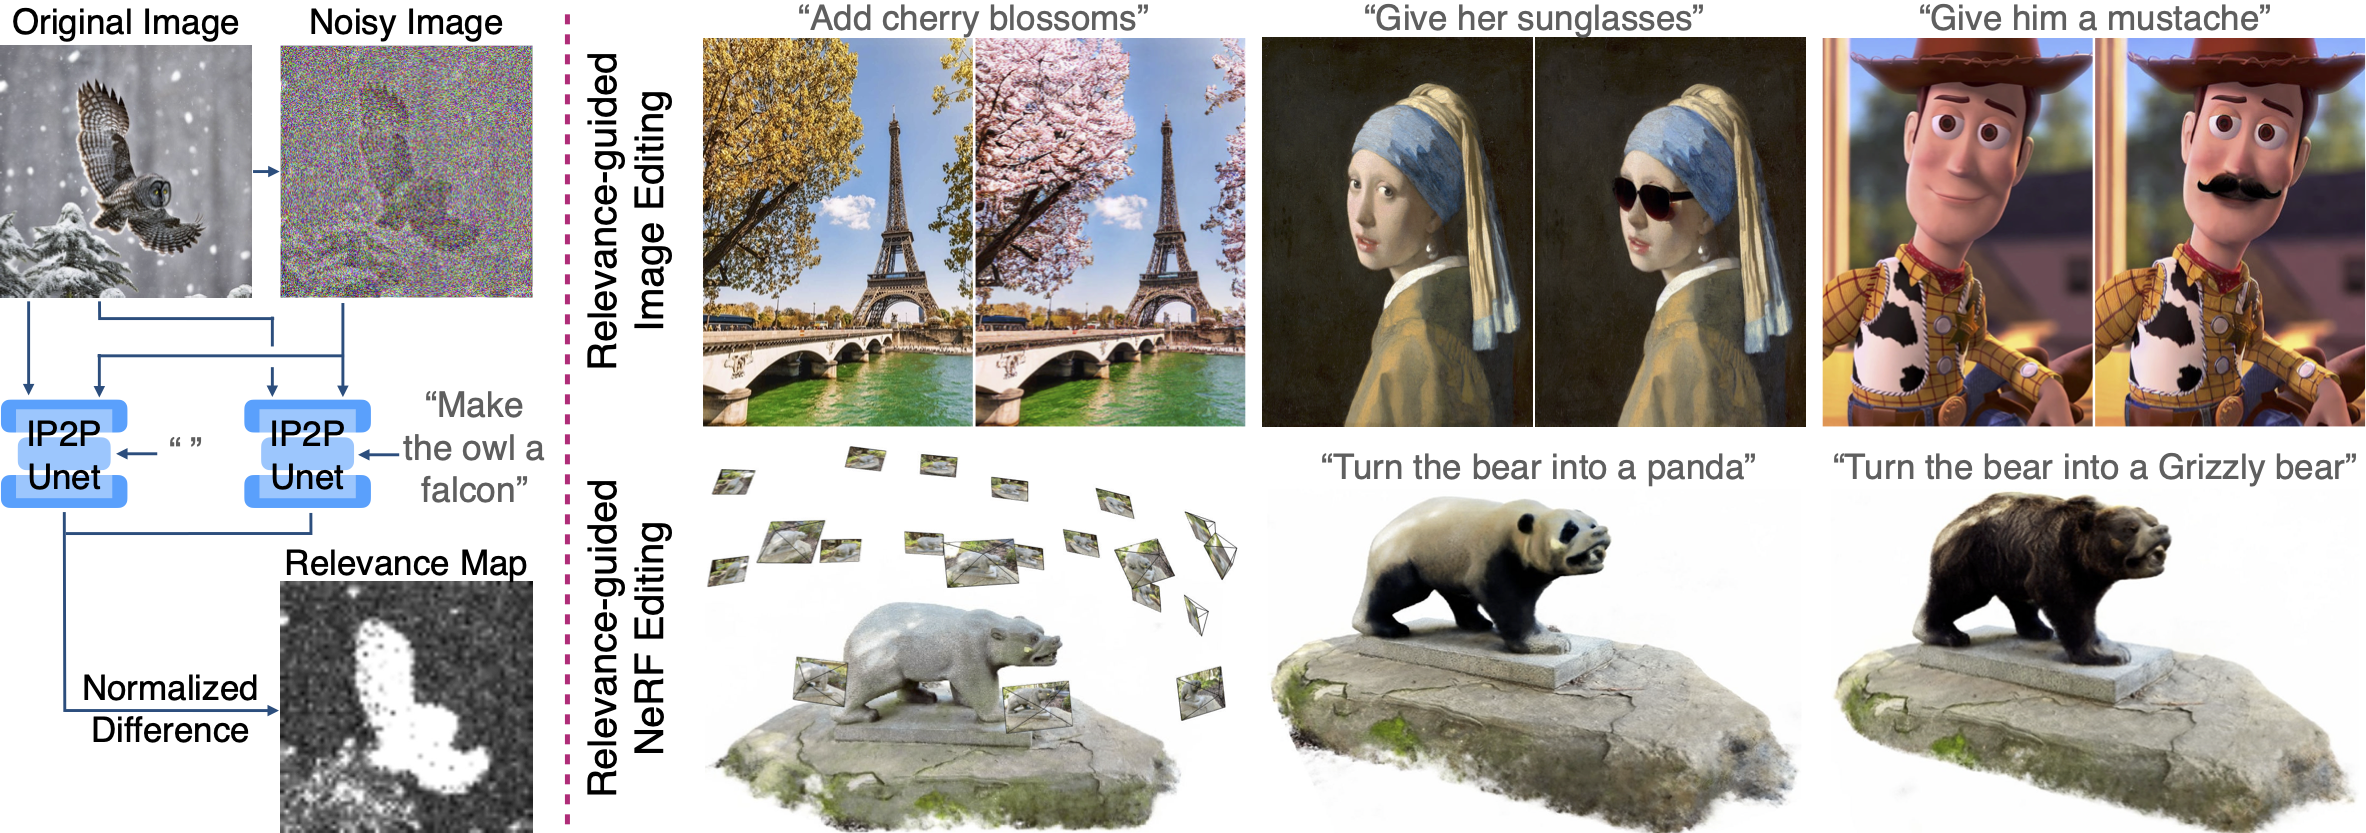 Original Image
Noisy Image
IP2P
Unet
“ ”
IP2P
Unet
“Make
the owl a
falcon”
Relevance Map
Normalized
Difference
Relevance-guided
Image Editing
“Add cherry blossoms”
“Give her sunglasses”
“Give him a mustache”
Relevance-guided
NeRF Editing
“Turn the bear into a panda”
“Turn the bear into a Grizzly bear”